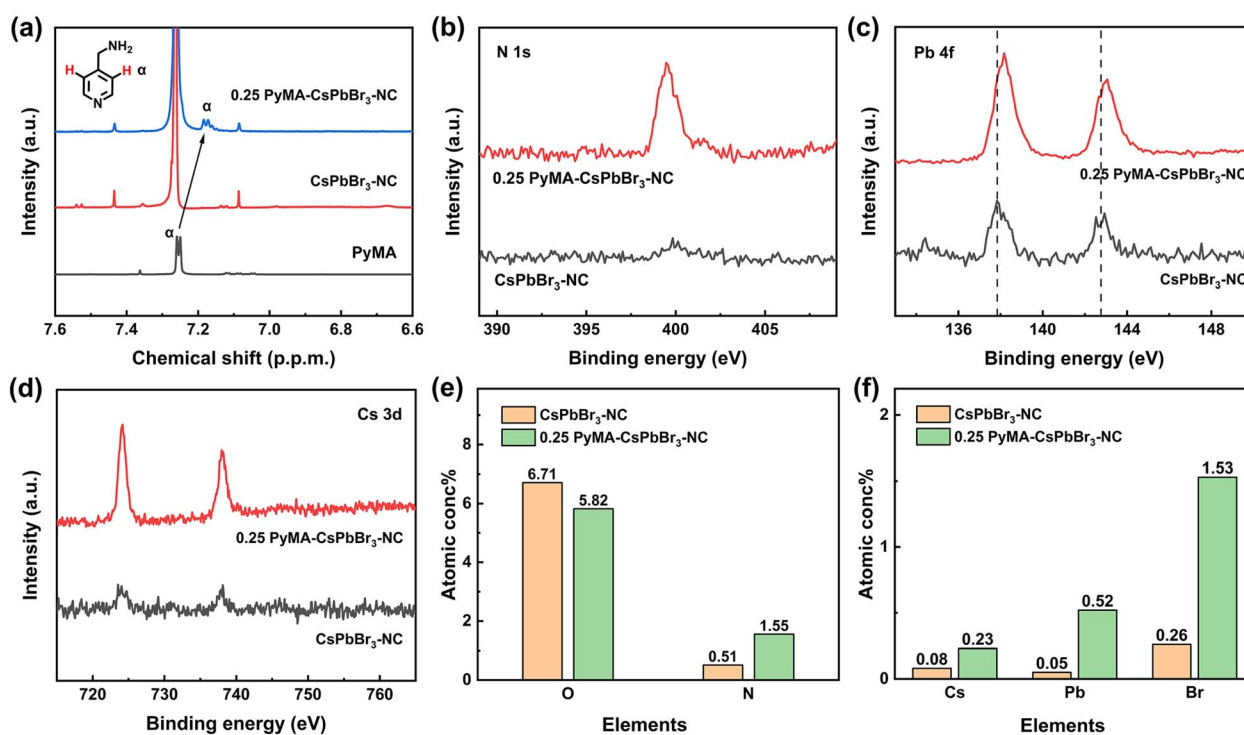 (a)
NH₂
H
H α
N
0.25 PyMA-CsPbBr₃-NC
α
CsPbBr₃-NC
α
PyMA
Intensity (a.u.)
7.6 7.4 7.2 7.0 6.8 6.6
Chemical shift (p.p.m.)
(b)
N 1s
0.25 PyMA-CsPbBr₃-NC
CsPbBr₃-NC
Intensity (a.u.)
390 395 400 405
Binding energy (eV)
(c)
Pb 4f
0.25 PyMA-CsPbBr₃-NC
CsPbBr₃-NC
Intensity (a.u.)
136 140 144 148
Binding energy (eV)
(d)
Cs 3d
0.25 PyMA-CsPbBr₃-NC
CsPbBr₃-NC
Intensity (a.u.)
720 730 740 750 760
Binding energy (eV)
(e)
CsPbBr₃-NC
0.25 PyMA-CsPbBr₃-NC
Atomic conc%
8
6
4
2
0
6.71
5.82
0.51
1.55
O N
Elements
(f)
CsPbBr₃-NC
0.25 PyMA-CsPbBr₃-NC
Atomic conc%
2
1
0
0.08
0.23
0.05
0.52
0.26
1.53
Cs Pb Br
Elements